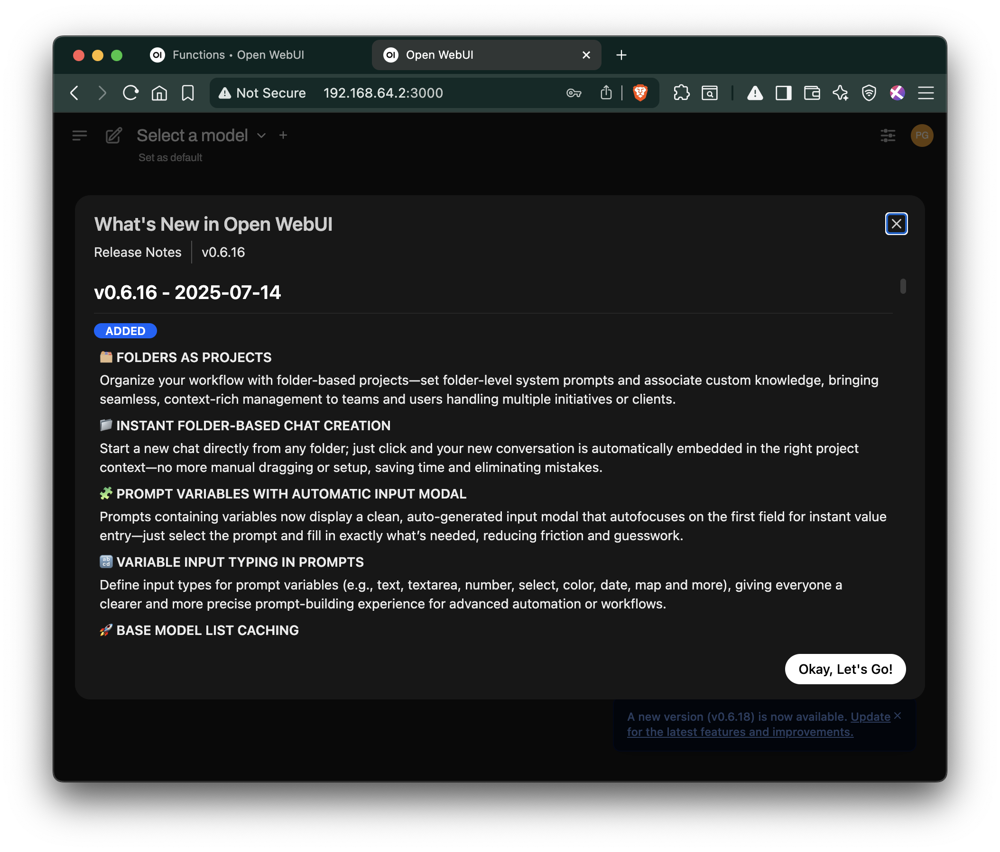 OI Functions • Open WebUI
OI Open WebUI
Not Secure 192.168.64.2:3000
Select a model
PG
Set as default
What's New in Open WebUI
Release Notes v0.6.16
v0.6.16 - 2025-07-14
ADDED
FOLDERS AS PROJECTS
Organize your workflow with folder-based projects—set folder-level system prompts and associate custom knowledge, bringing
seamless, context-rich management to teams and users handling multiple initiatives or clients.
INSTANT FOLDER-BASED CHAT CREATION
Start a new chat directly from any folder; just click and your new conversation is automatically embedded in the right project
context—no more manual dragging or setup, saving time and eliminating mistakes.
PROMPT VARIABLES WITH AUTOMATIC INPUT MODAL
Prompts containing variables now display a clean, auto-generated input modal that autofocuses on the first field for instant value
entry—just select the prompt and fill in exactly what’s needed, reducing friction and guesswork.
VARIABLE INPUT TYPING IN PROMPTS
Define input types for prompt variables (e.g., text, textarea, number, select, color, date, map and more), giving everyone a
clearer and more precise prompt-building experience for advanced automation or workflows.
BASE MODEL LIST CACHING
Okay, Let's Go!
A new version (v0.6.18) is now available. Update
for the latest features and improvements.